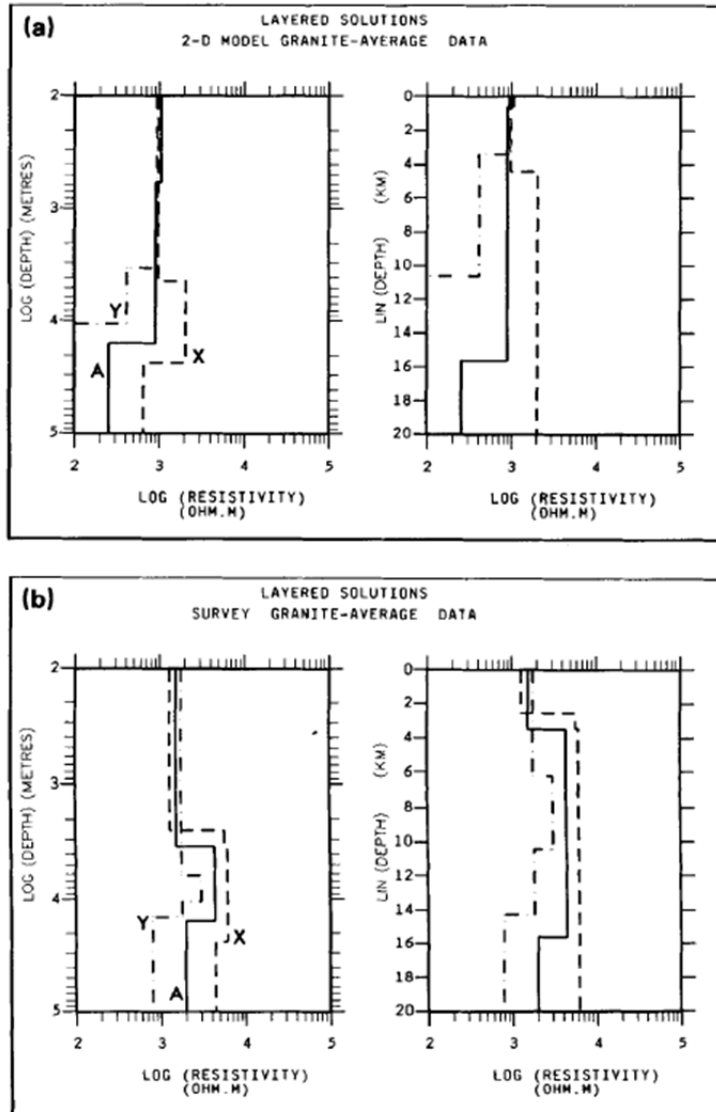 (a)
LAYERED SOLUTIONS
2-D MODEL GRANITE-AVERAGE DATA
LOG (DEPTH) (METRES)
2
3
4
5
Y
A
X
2 3 4 5
LOG (RESISTIVITY)
(OHM.M)
LIN (DEPTH) (KM)
0
2
4
6
8
10
12
14
16
18
20
2 3 4 5
LOG (RESISTIVITY)
(OHM.M)
(b)
LAYERED SOLUTIONS
SURVEY GRANITE-AVERAGE DATA
LOG (DEPTH) (METRES)
2
3
4
5
Y
X
A
2 3 4 5
LOG (RESISTIVITY)
(OHM.M)
LIN (DEPTH) (KM)
0
2
4
6
8
10
12
14
16
18
20
2 3 4 5
LOG (RESISTIVITY)
(OHM.M)